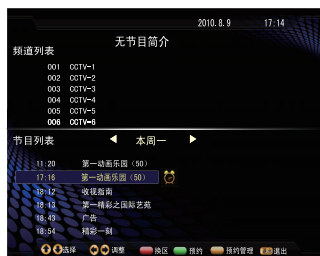 2010.8.9 17:14
无节目简介
频道列表
001 CCTV-1
002 CCTV-2
003 CCTV-3
004 CCTV-4
005 CCTV-5
006 CCTV-6
节目列表 本周一
11:20 第一动画乐园（50）
17:16 第一动画乐园（50）
18:12 收视指南
18:13 第一精彩之国际艺苑
18:43 广告
18:54 精彩一刻
选择 调整 换区 预约 预约管理 退出